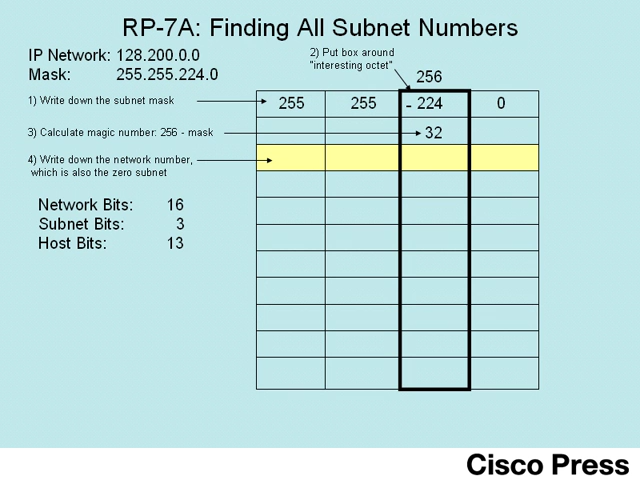 RP-7A: Finding All Subnet Numbers
IP Network: 128.200.0.0
Mask: 255.255.224.0
2) Put box around
"interesting octet"
256
1) Write down the subnet mask
255 255 - 224 0
3) Calculate magic number: 256 - mask
32
4) Write down the network number,
which is also the zero subnet
Network Bits: 16
Subnet Bits: 3
Host Bits: 13
Cisco Press